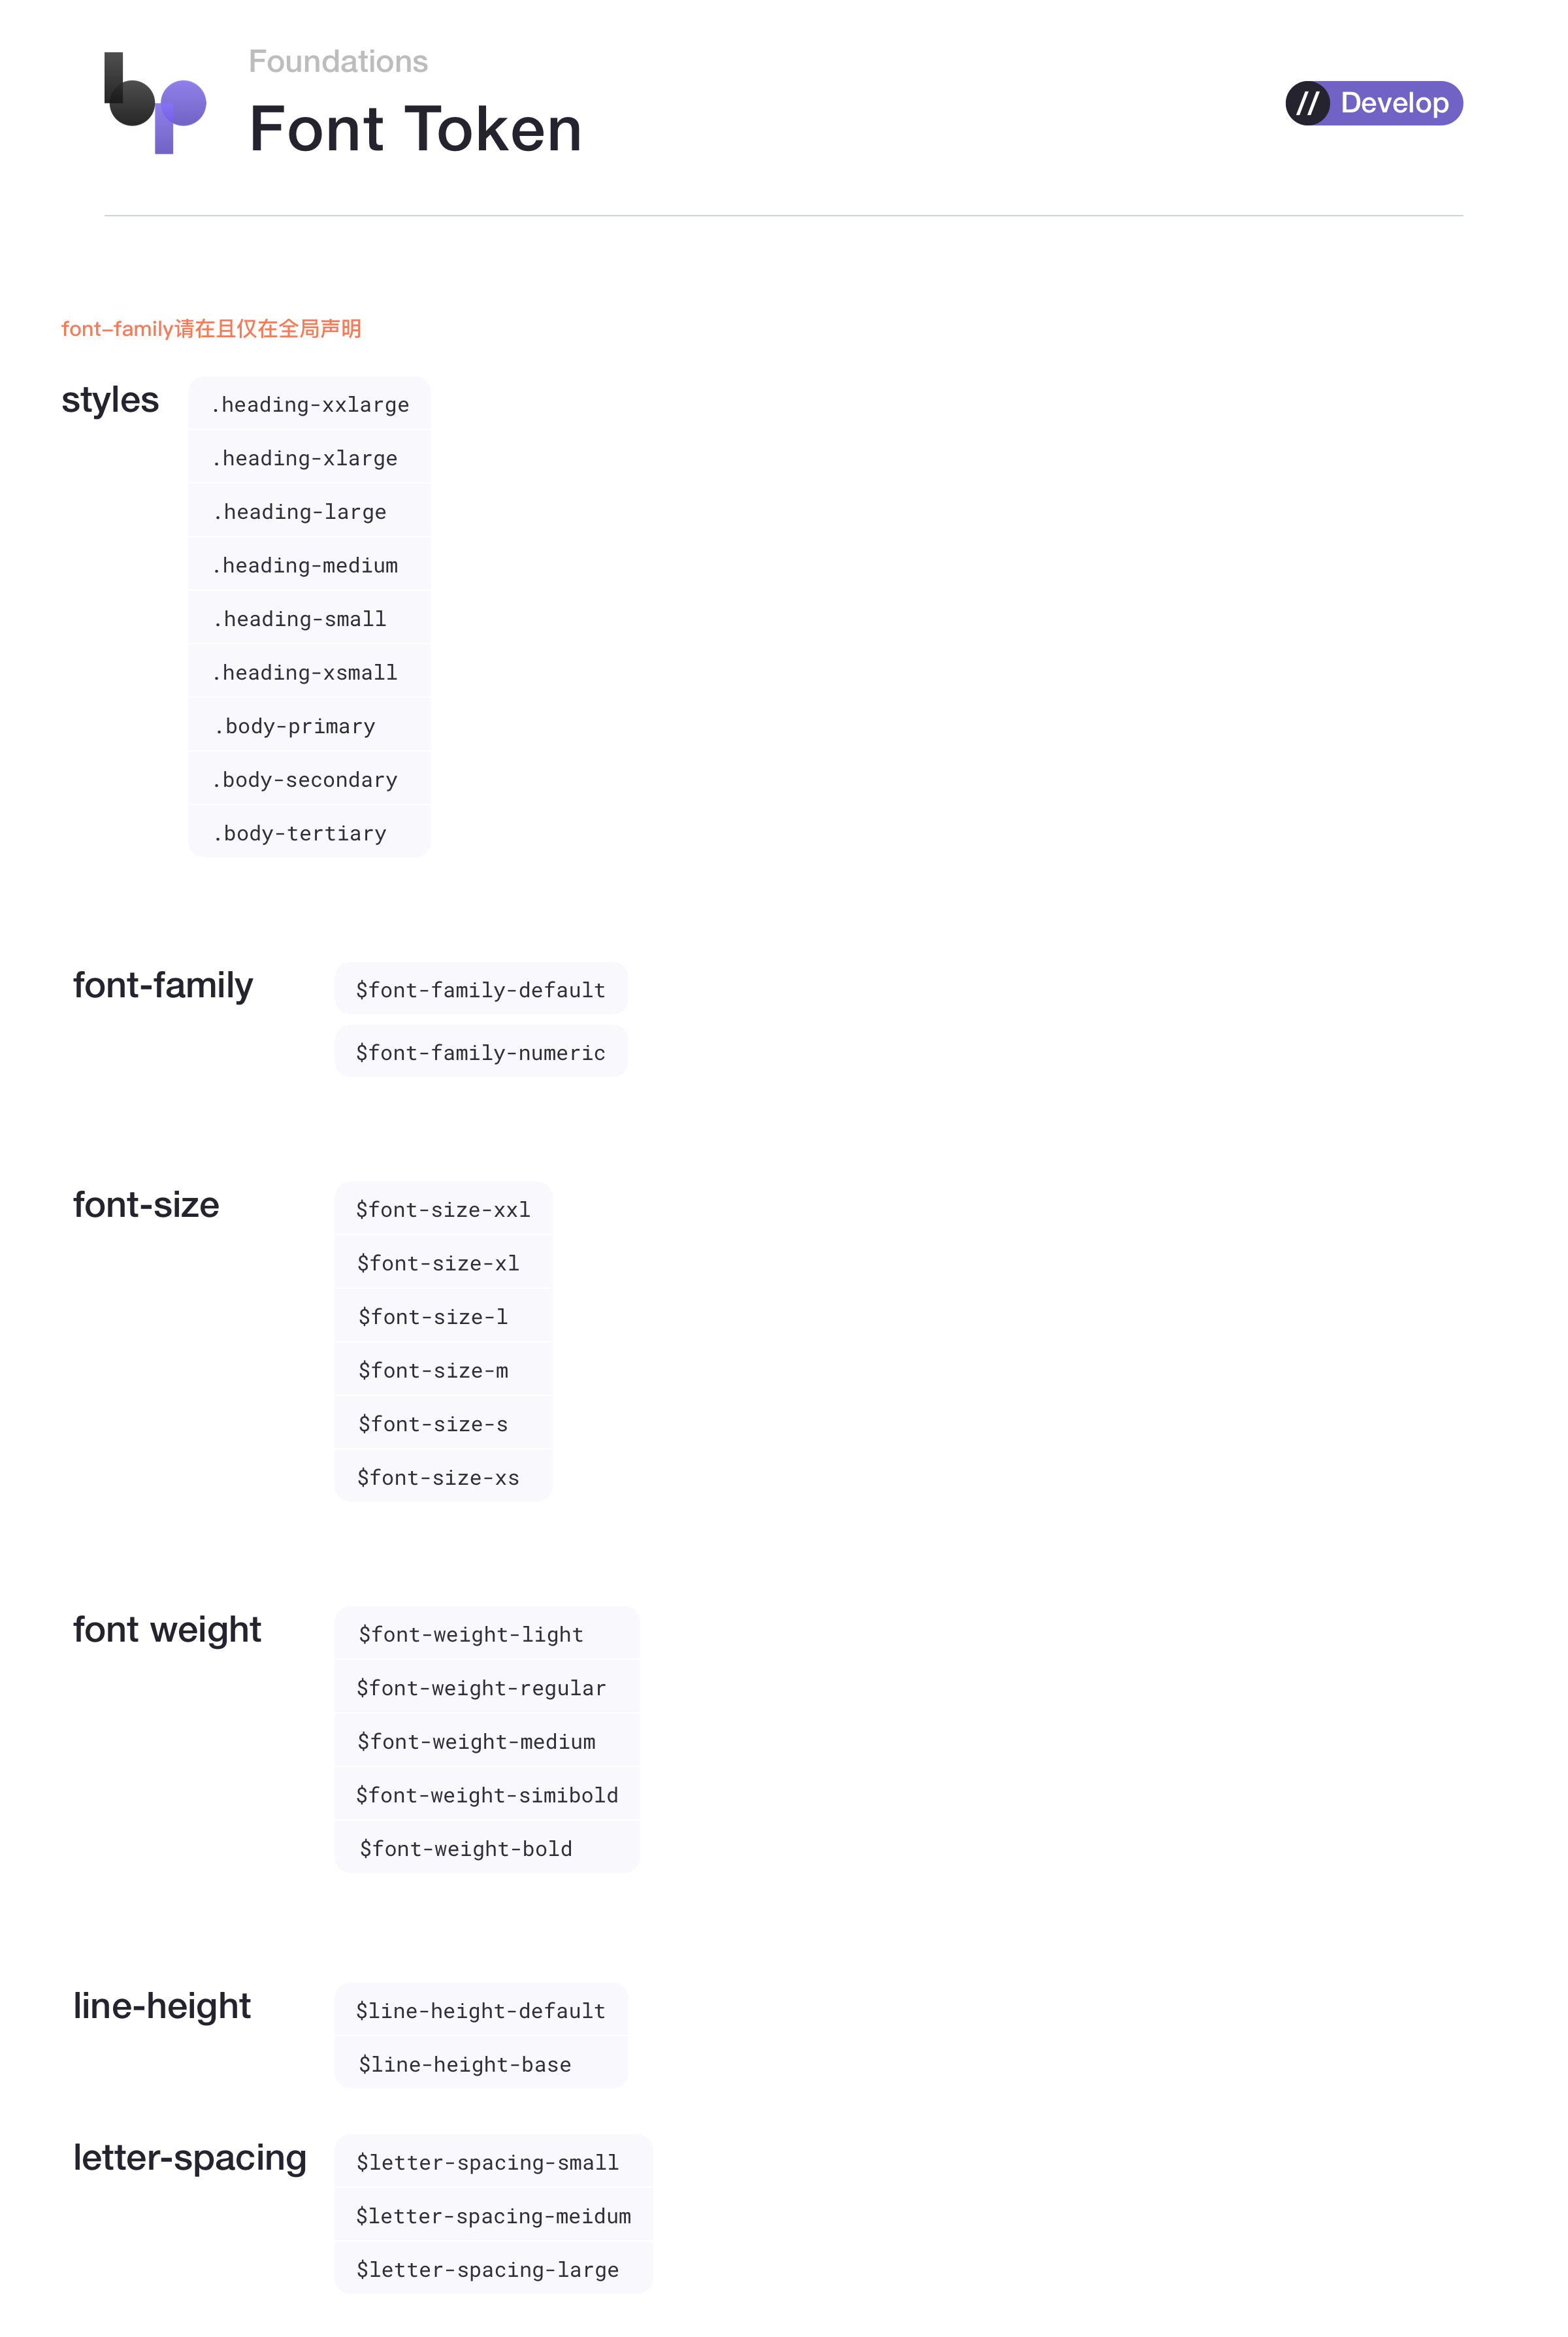 Foundations
Font Token
// Develop
font-family请在且仅在全局声明
styles
.heading-xxlarge
.heading-xlarge
.heading-large
.heading-medium
.heading-small
.heading-xsmall
.body-primary
.body-secondary
.body-tertiary
font-family
$font-family-default
$font-family-numeric
font-size
$font-size-xxl
$font-size-xl
$font-size-l
$font-size-m
$font-size-s
$font-size-xs
font weight
$font-weight-light
$font-weight-regular
$font-weight-medium
$font-weight-simibold
$font-weight-bold
line-height
$line-height-default
$line-height-base
letter-spacing
$letter-spacing-small
$letter-spacing-meidum
$letter-spacing-large